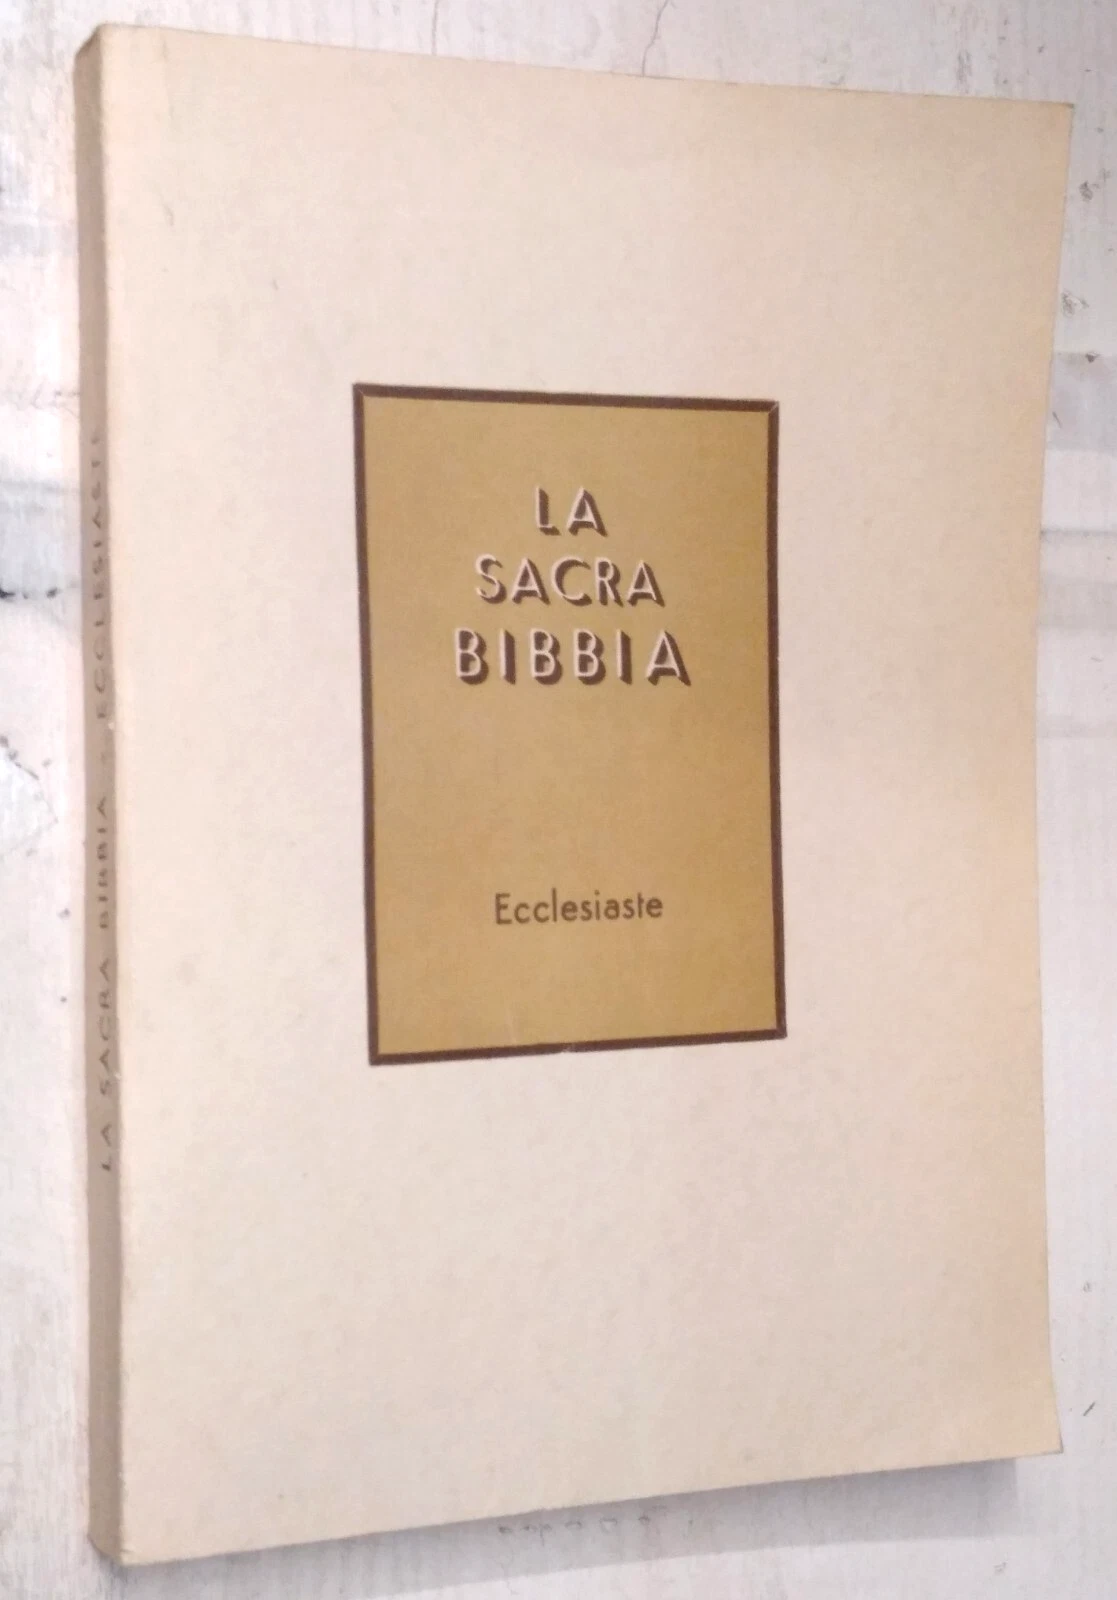 LA
SACRA
BIBBIA
Ecclesiaste
LA SACRA BIBBIA - ECCLESIASTE